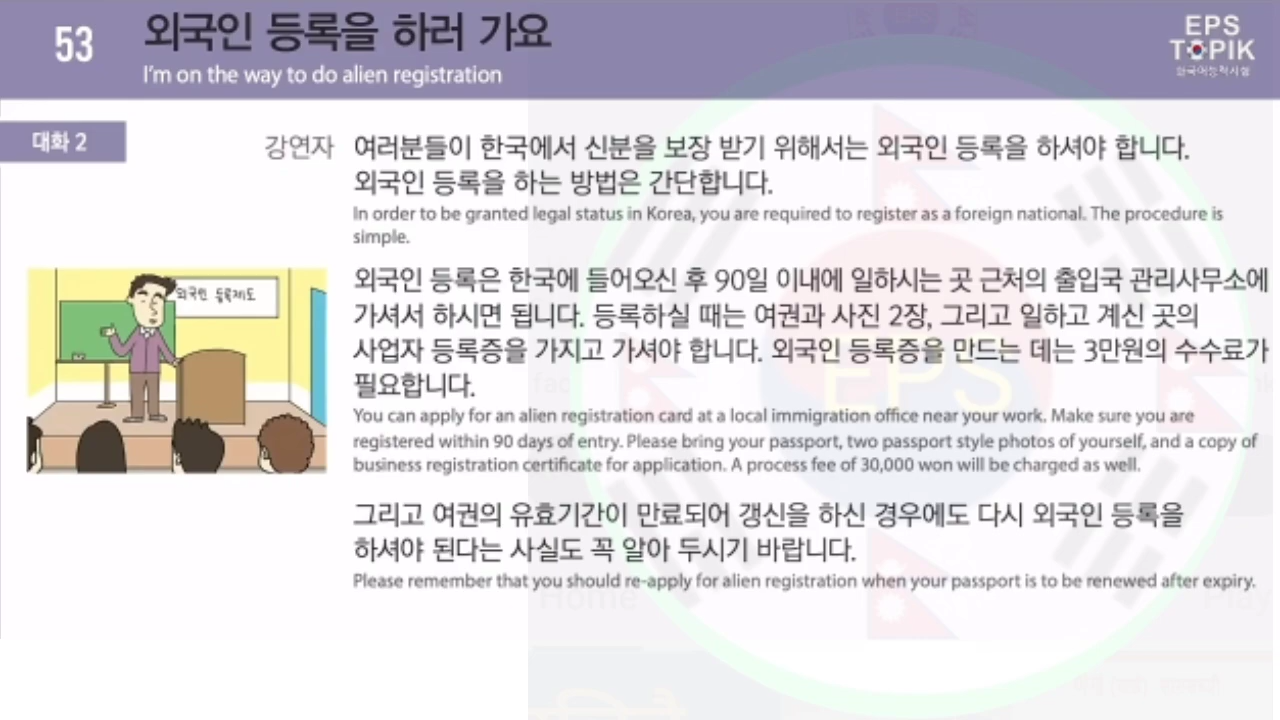 53
외국인 등록을 하러 가요
I'm on the way to do alien registration
EPS
TOPIK
외국어능력시험
대화 2
강연자
여러분들이 한국에서 신분을 보장 받기 위해서는 외국인 등록을 하셔야 합니다.
외국인 등록을 하는 방법은 간단합니다.
In order to be granted legal status in Korea, you are required to register as a foreign national. The procedure is
simple.
외국인 등록제도
외국인 등록은 한국에 들어오신 후 90일 이내에 일하시는 곳 근처의 출입국 관리사무소에
가셔서 하시면 됩니다. 등록하실 때는 여권과 사진 2장, 그리고 일하고 계신 곳의
사업자 등록증을 가지고 가셔야 합니다. 외국인 등록증을 만드는 데는 3만원의 수수료가
필요합니다.
You can apply for an alien registration card at a local immigration office near your work. Make sure you are
registered within 90 days of entry. Please bring your passport, two passport style photos of yourself, and a copy of
business registration certificate for application. A process fee of 30,000 won will be charged as well.
EPS
그리고 여권의 유효기간이 만료되어 갱신을 하신 경우에도 다시 외국인 등록을
하셔야 된다는 사실도 꼭 알아 두시기 바랍니다.
Please remember that you should re-apply for alien registration when your passport is to be renewed after expiry.
Home